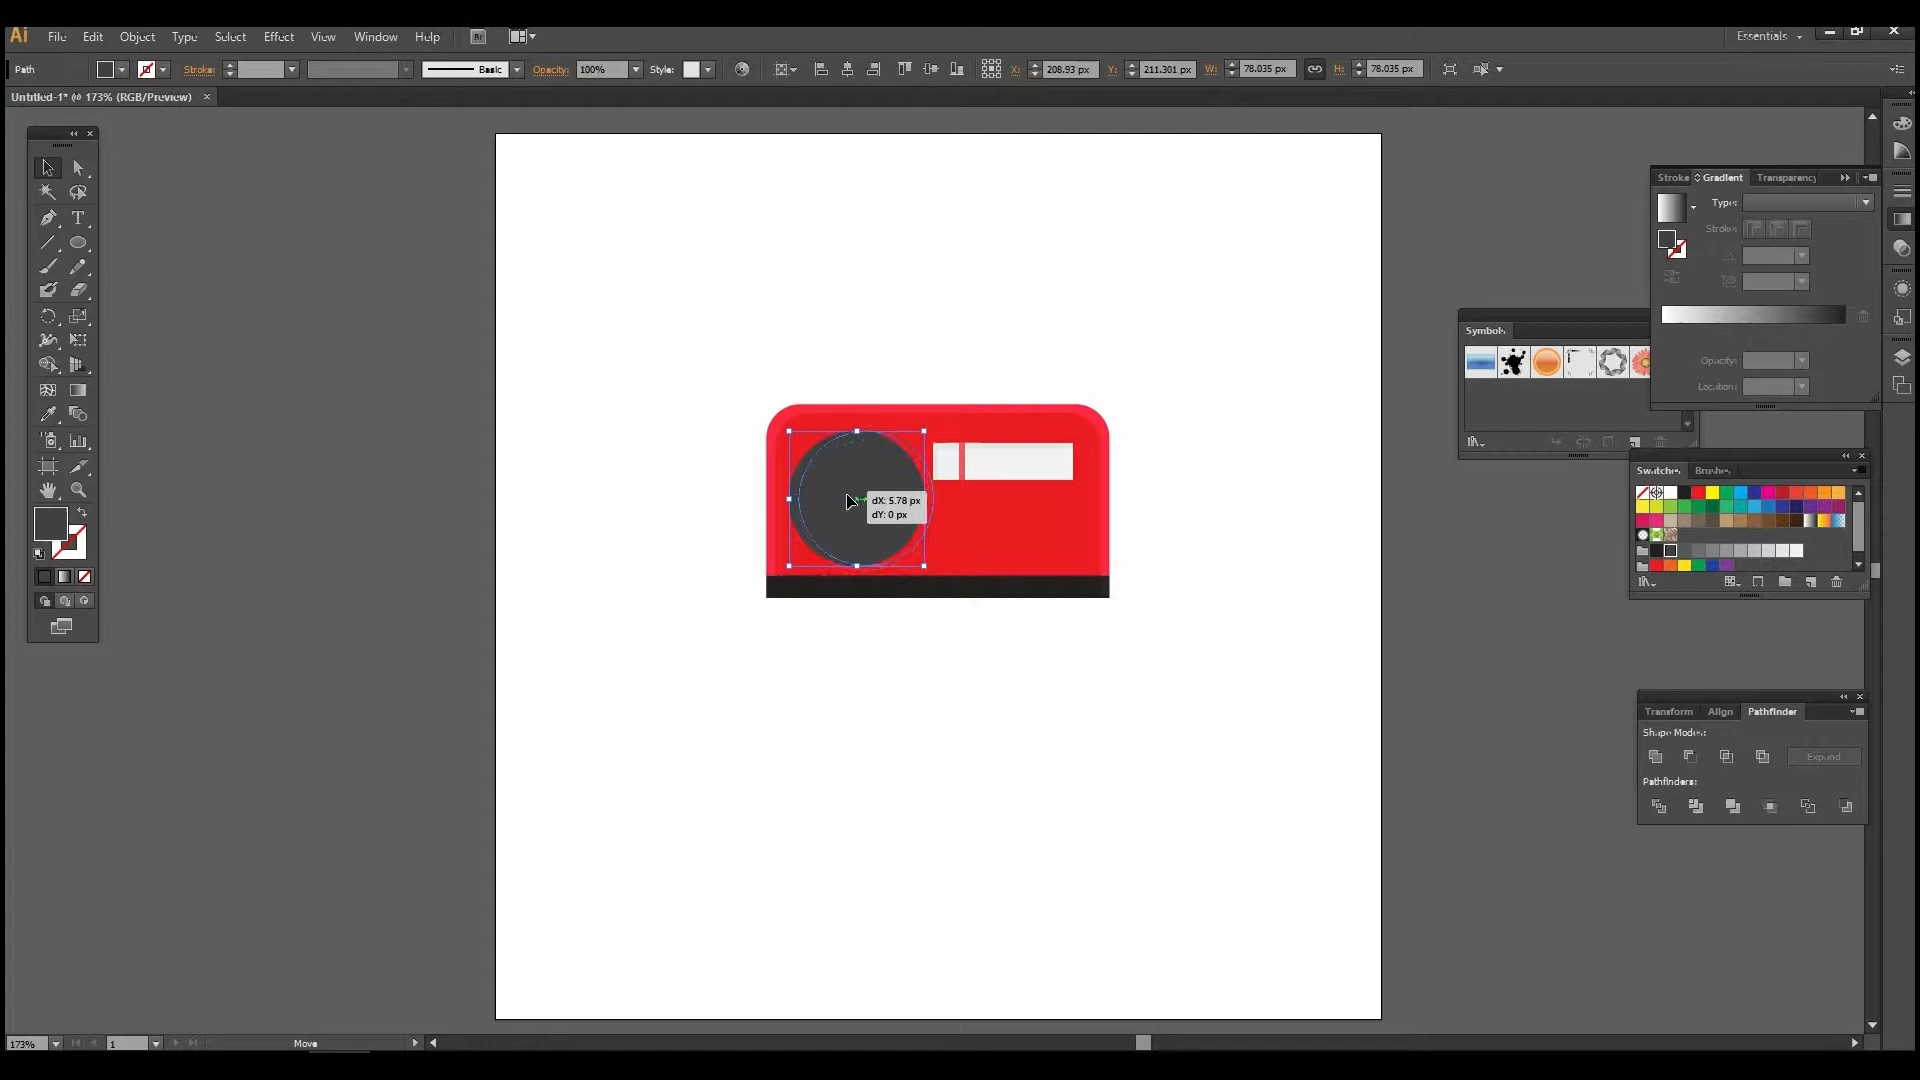 Ai File Edit Object Type Select Effect View Window Help Br Essentials
Path Stroke: Basic Opacity: 100% Style: X: 208.93 px Y: 211.301 px W: 78.035 px H: 78.035 px
Untitled-1* @ 173% (RGB/Preview) ×
Stroke Gradient Transparency
Type:
Stroke:
Symbols
Opacity:
Location:
Swatches Brushes
dX: 5.78 px
dY: 0 px
Transform Align Pathfinder
Shape Modes:
Expand
Pathfinders:
173% 1 Move